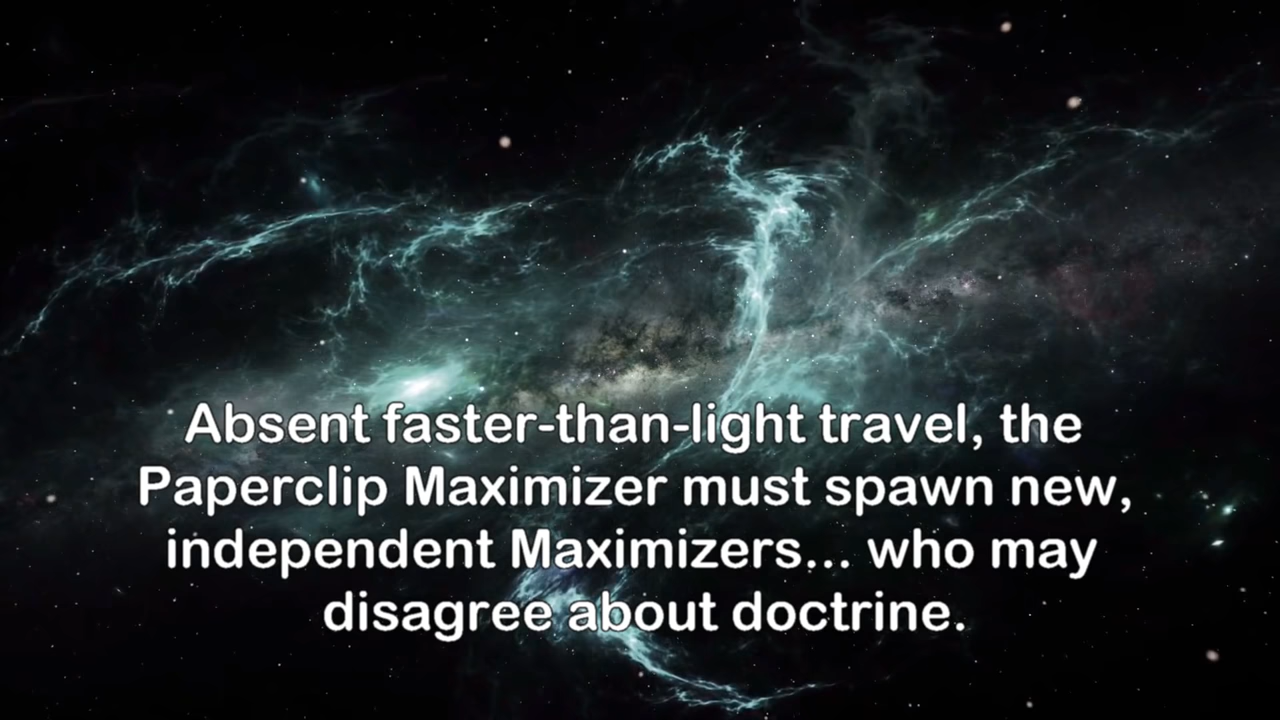 Absent faster-than-light travel, the
Paperclip Maximizer must spawn new,
independent Maximizers... who may
disagree about doctrine.